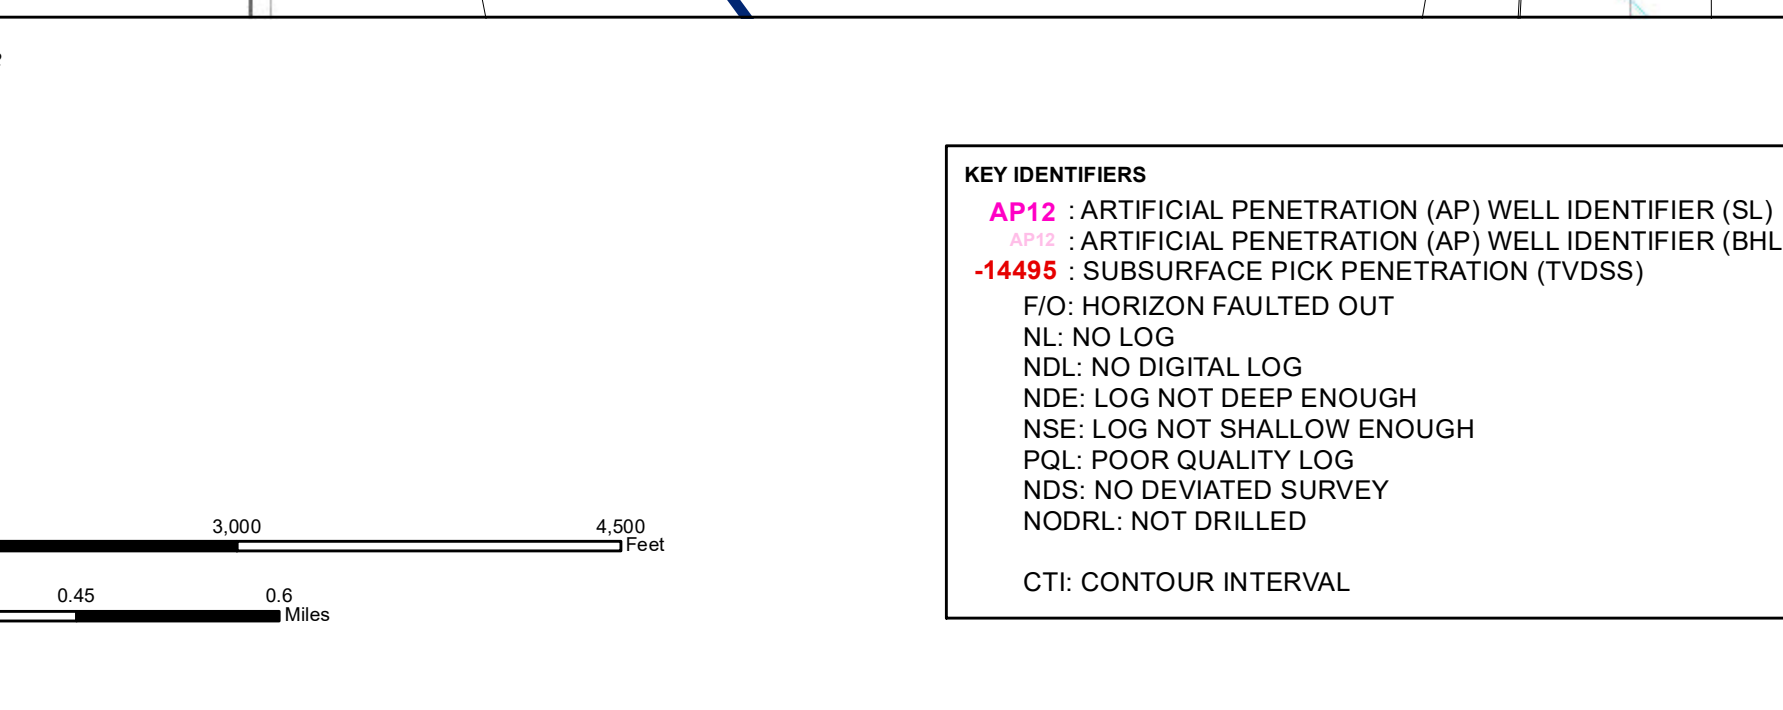 KEY IDENTIFIERS
AP12 : ARTIFICIAL PENETRATION (AP) WELL IDENTIFIER (SL)
AP12 : ARTIFICIAL PENETRATION (AP) WELL IDENTIFIER (BHL
-14495 : SUBSURFACE PICK PENETRATION (TVDSS)
F/O: HORIZON FAULTED OUT
NL: NO LOG
NDL: NO DIGITAL LOG
NDE: LOG NOT DEEP ENOUGH
NSE: LOG NOT SHALLOW ENOUGH
PQL: POOR QUALITY LOG
NDS: NO DEVIATED SURVEY
NODRL: NOT DRILLED
CTI: CONTOUR INTERVAL
3,000 4,500
Feet
0.45 0.6
Miles